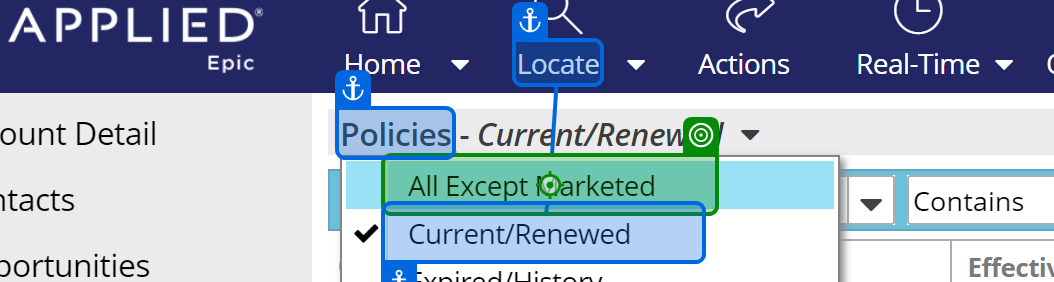 APPLIED®
Epic
Home
Locate
Actions
Real-Time
ount Detail
Policies - Current/Renewed
All Except Marketed
ntacts
Contains
Current/Renewed
portunities
Expired/History
Effectiv